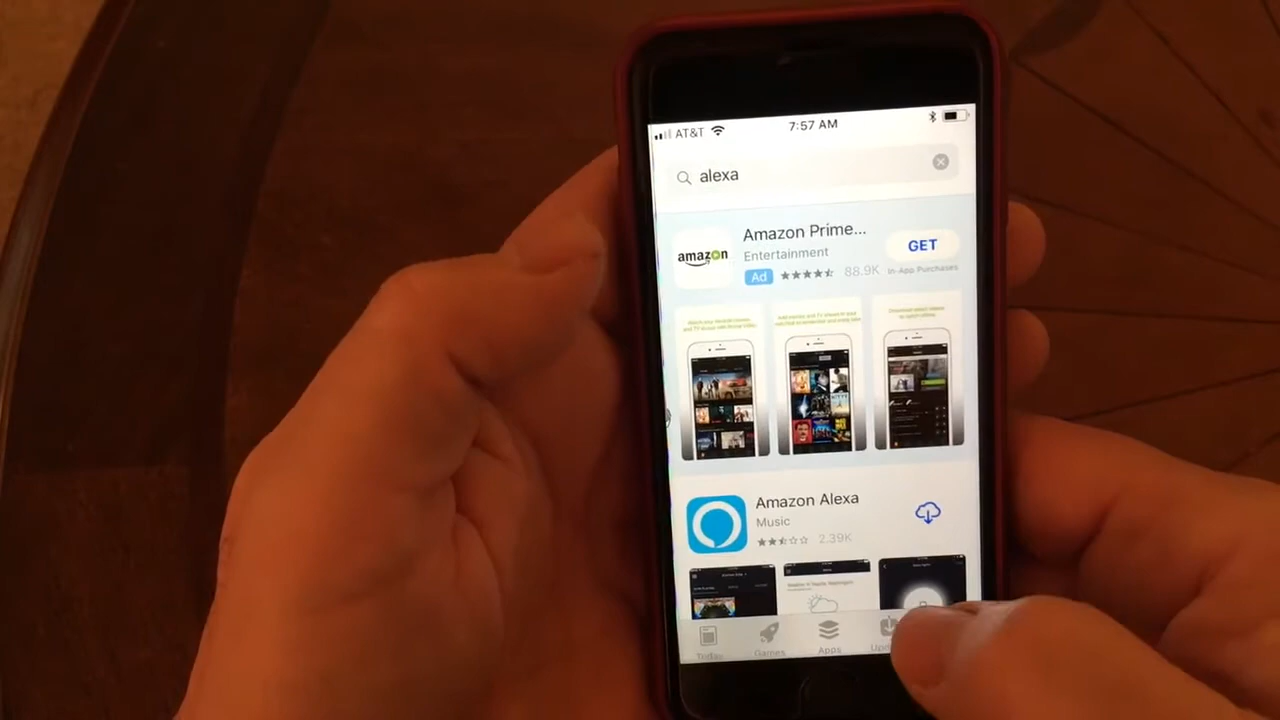 AT&T
7:57 AM
alexa
amazon
Amazon Prime...
Entertainment
Ad
88.9K
GET
In-App Purchases
Amazon Alexa
Music
2.39K
Today
Games
Apps